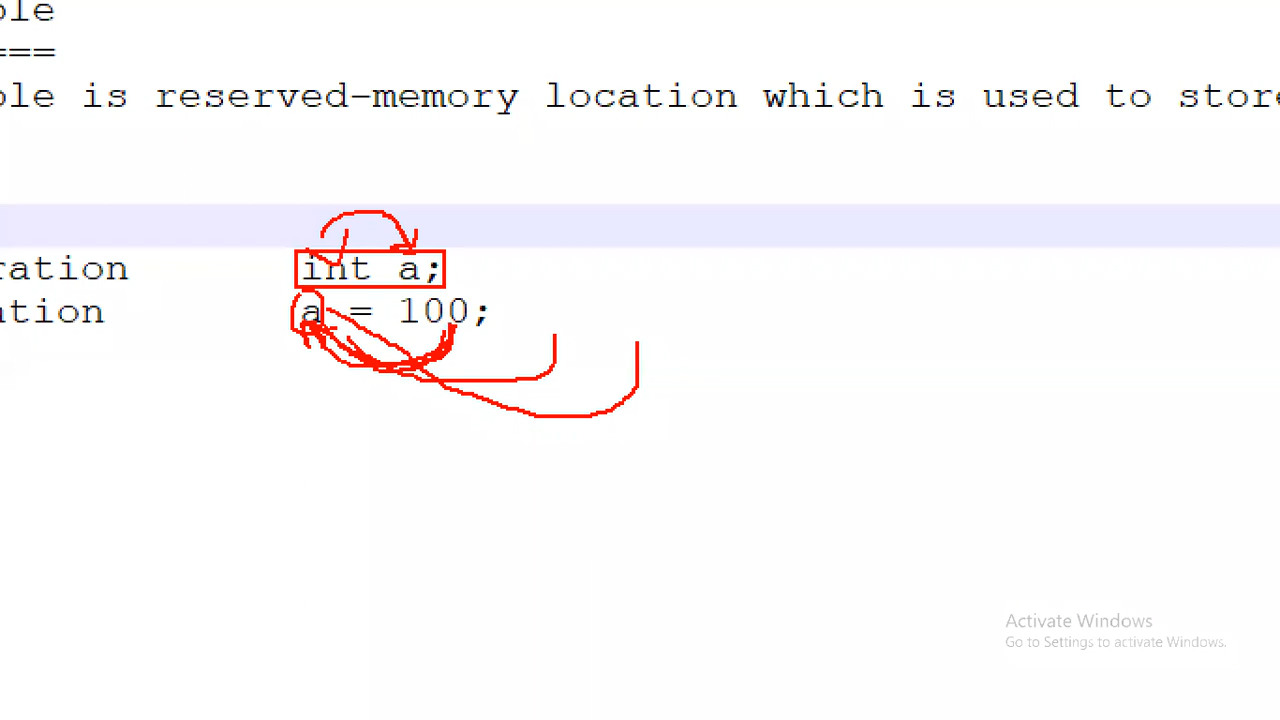 ble
===
ble is reserved-memory location which is used to store
ration int a;
ation a = 100;
Activate Windows
Go to Settings to activate Windows.